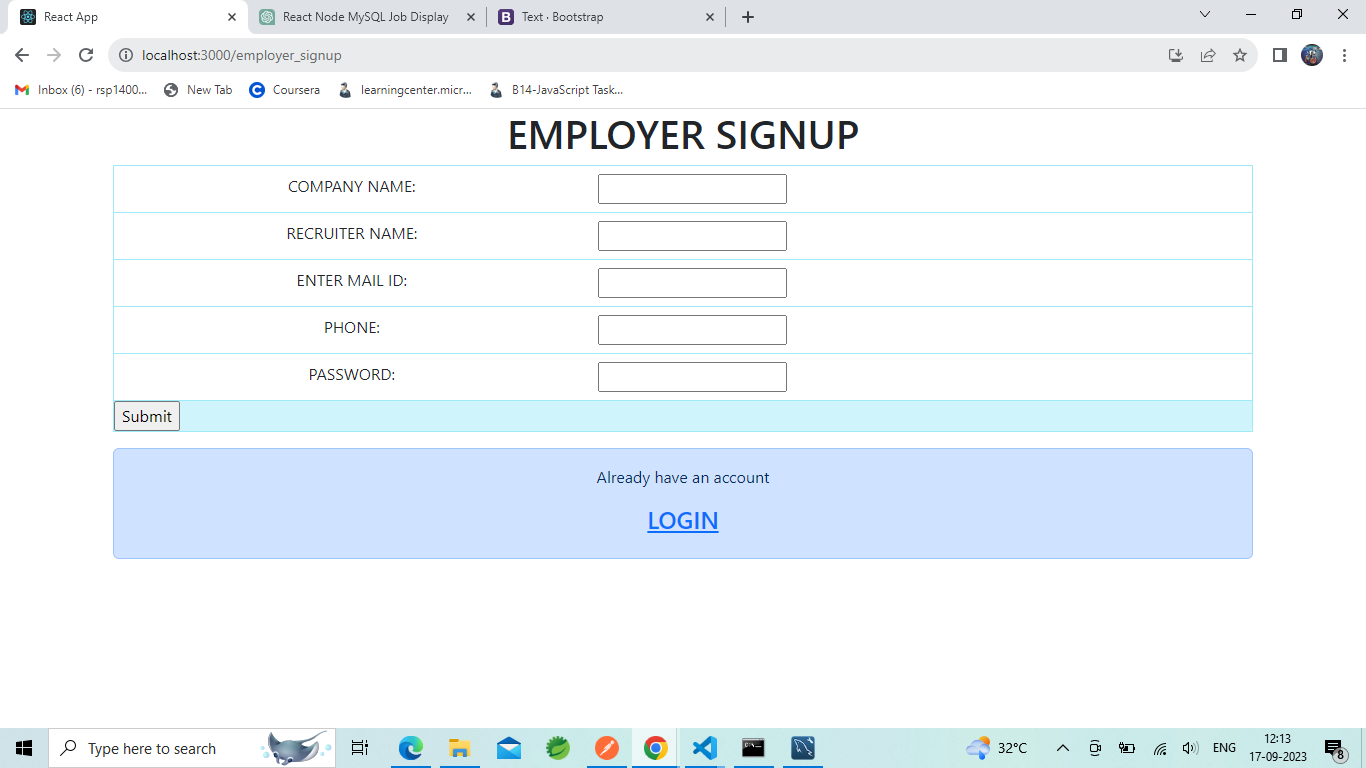 React App
React Node MySQL Job Display
Text · Bootstrap
localhost:3000/employer_signup
Inbox (6) - rsp1400...
New Tab
Coursera
learningcenter.micr...
B14-JavaScript Task...
EMPLOYER SIGNUP
COMPANY NAME:
RECRUITER NAME:
ENTER MAIL ID:
PHONE:
PASSWORD:
Submit
Already have an account
LOGIN
Type here to search
32°C
ENG
12:13
17-09-2023
8